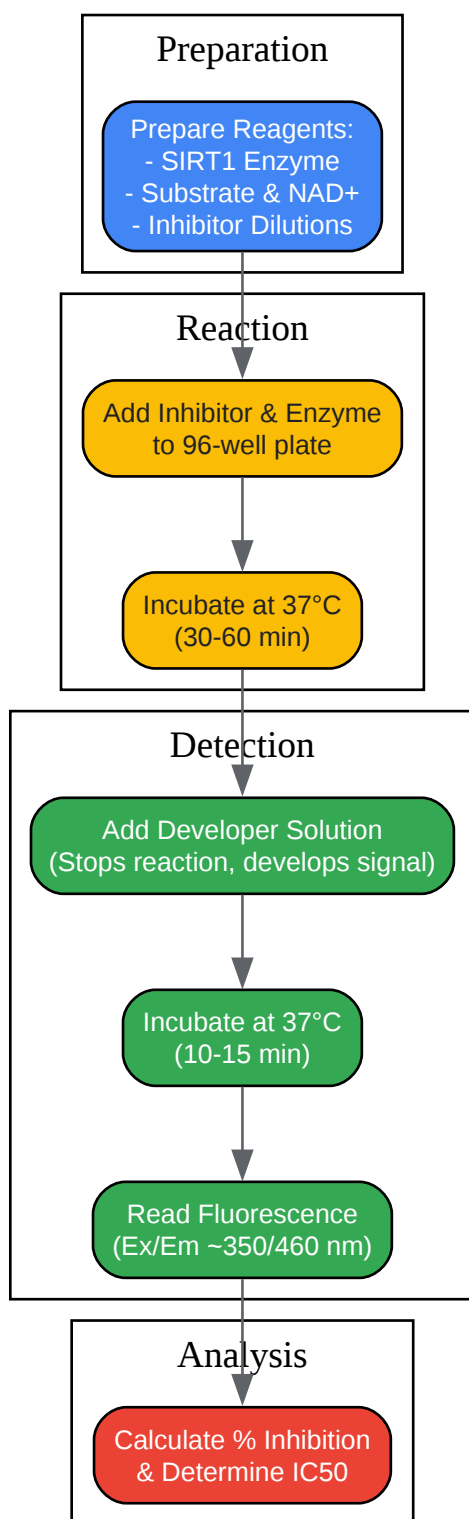 Preparation
Prepare Reagents:
- SIRT1 Enzyme
- Substrate & NAD+
- Inhibitor Dilutions
Reaction
Add Inhibitor & Enzyme
to 96-well plate
Incubate at 37°C
(30-60 min)
Detection
Add Developer Solution
(Stops reaction, develops signal)
Incubate at 37°C
(10-15 min)
Read Fluorescence
(Ex/Em ~350/460 nm)
Analysis
Calculate % Inhibition
& Determine IC50